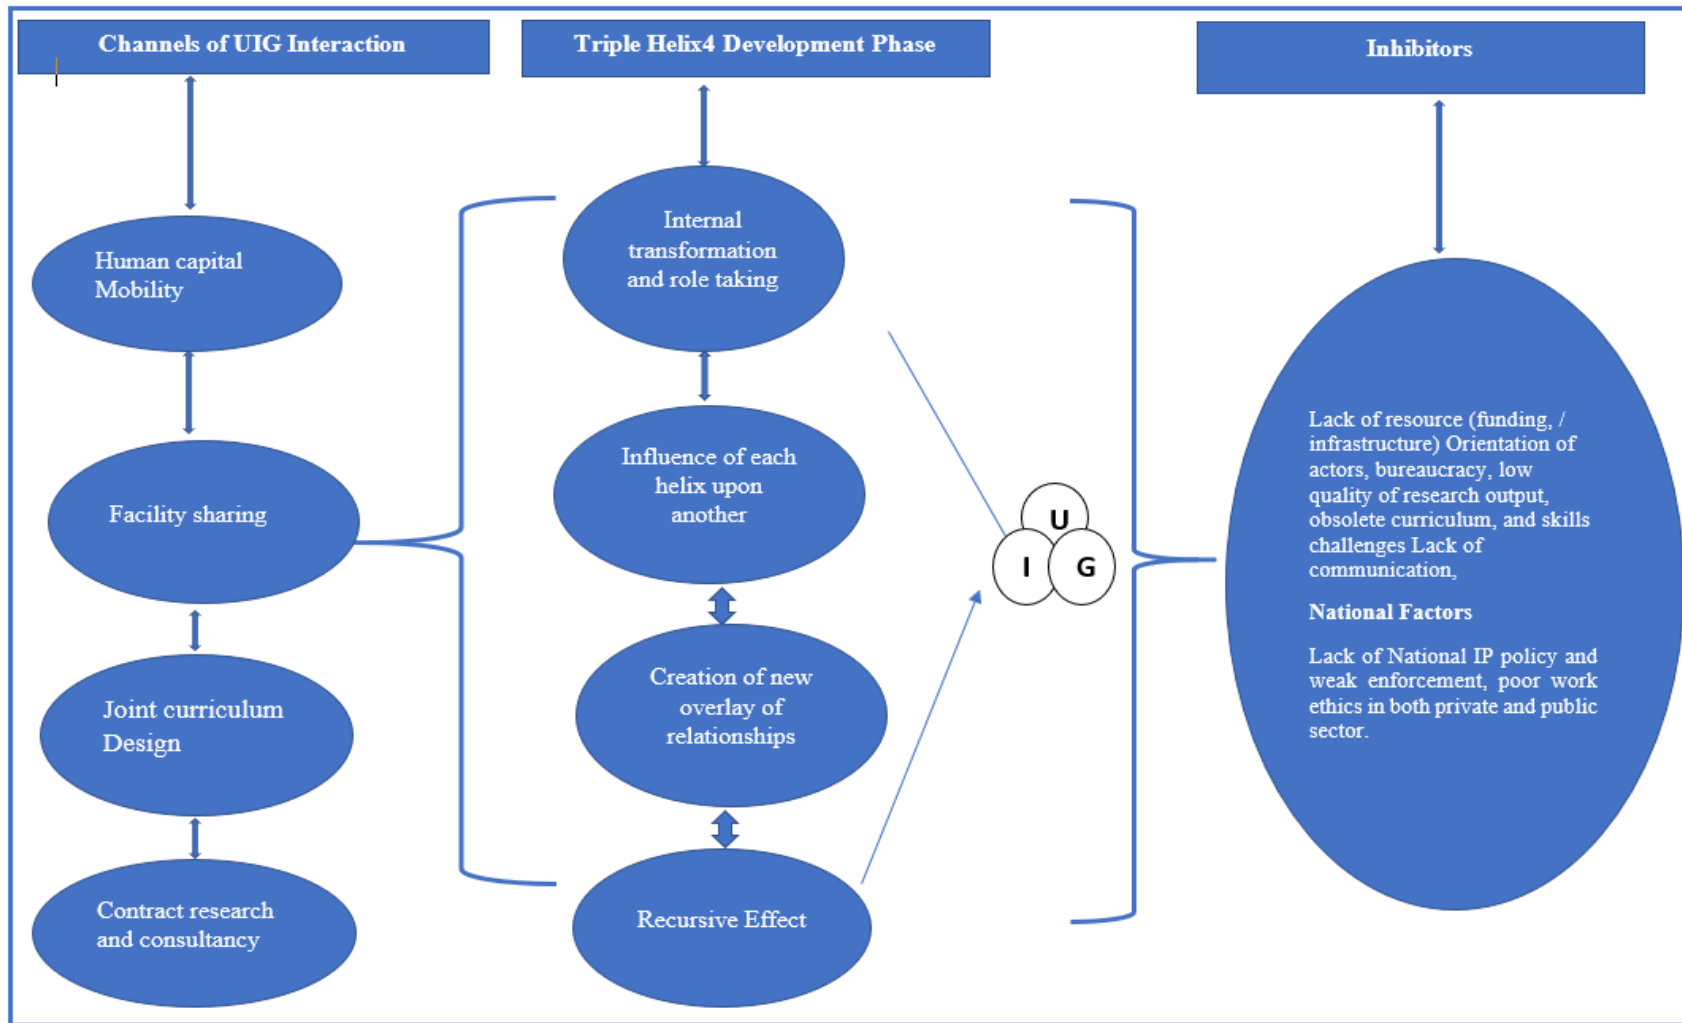 Channels of UIG Interaction
Triple Helix4 Development Phase
Inhibitors
Human capital
Mobility
Facility sharing
Joint curriculum
Design
Contract research
and consultancy
Internal
transformation
and role taking
Influence of each
helix upon
another
Creation of new
overlay of
relationships
Recursive Effect
U
I
G
Lack of resource (funding, /
infrastructure) Orientation of
actors, bureaucracy, low
quality of research output,
obsolete curriculum, and skills
challenges Lack of
communication,
National Factors
Lack of National IP policy and
weak enforcement, poor work
ethics in both private and public
sector.